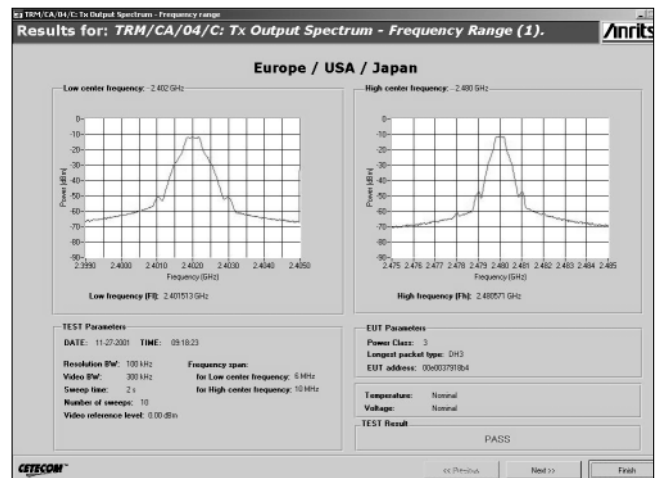 TRM/CA/04/C: Tx Output Spectrum - Frequency range
Results for: TRM/CA/04/C: Tx Output Spectrum - Frequency Range (1).
Anrits
Europe / USA / Japan
Low center frequency: 2.402 GHz
0
-10
-20
-30
-40
-50
-60
-70
-80
-90
Power [dBm]
2.3990 2.4000 2.4010 2.4020 2.4030 2.4040 2.4050
Frequency (GHz)
Low frequency (Fl): 2.401513 GHz
High center frequency: 2.480 GHz
0
-10
-20
-30
-40
-50
-60
-70
-80
-90
Power [dBm]
2.475 2.476 2.477 2.478 2.479 2.480 2.481 2.482 2.483 2.484 2.485
Frequency (GHz)
High frequency (Fh): 2.480571 GHz
TEST Parameters
DATE: 11-27-2001 TIME: 09:18:23
Resolution BW: 100 kHz
Video BW: 300 kHz
Sweep time: 2 s
Number of sweeps: 10
Video reference level: 0.00 dBm
Frequency span:
for Low center frequency: 6 MHz
for High center frequency: 10 MHz
EUT Parameters
Power Class: 3
Longest packet type: DH3
EUT address: 00e0037918b4
Temperature: Nominal
Voltage: Nominal
TEST Result
PASS
CETECOM
<< Previous
Next >>
Finish